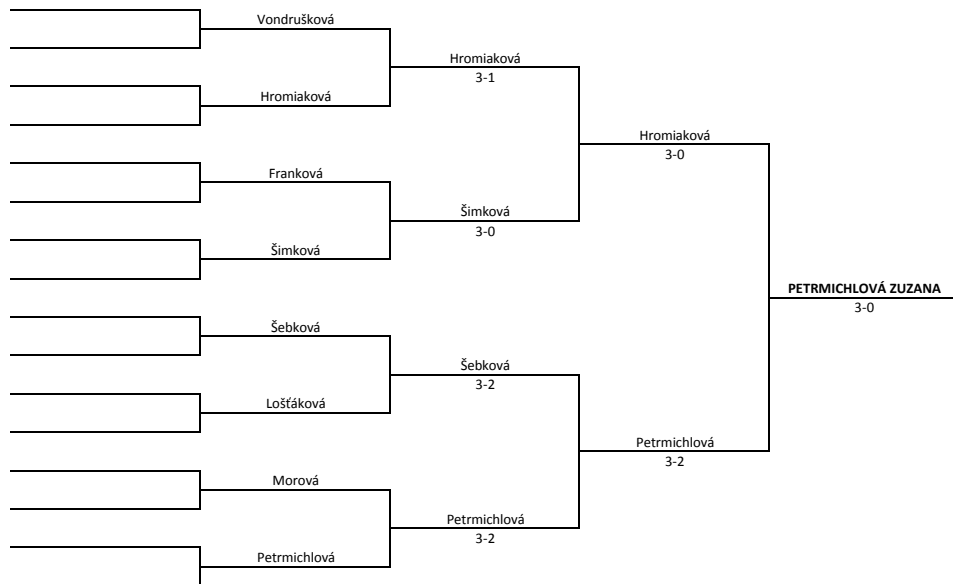 Vondrušková
Hromiaková
3-1
Hromiaková
Hromiaková
3-0
Franková
Šimková
3-0
Šimková
PETRMICHLOVÁ ZUZANA
3-0
Šebková
Šebková
3-2
Lošťáková
Petrmichlová
3-2
Morová
Petrmichlová
3-2
Petrmichlová